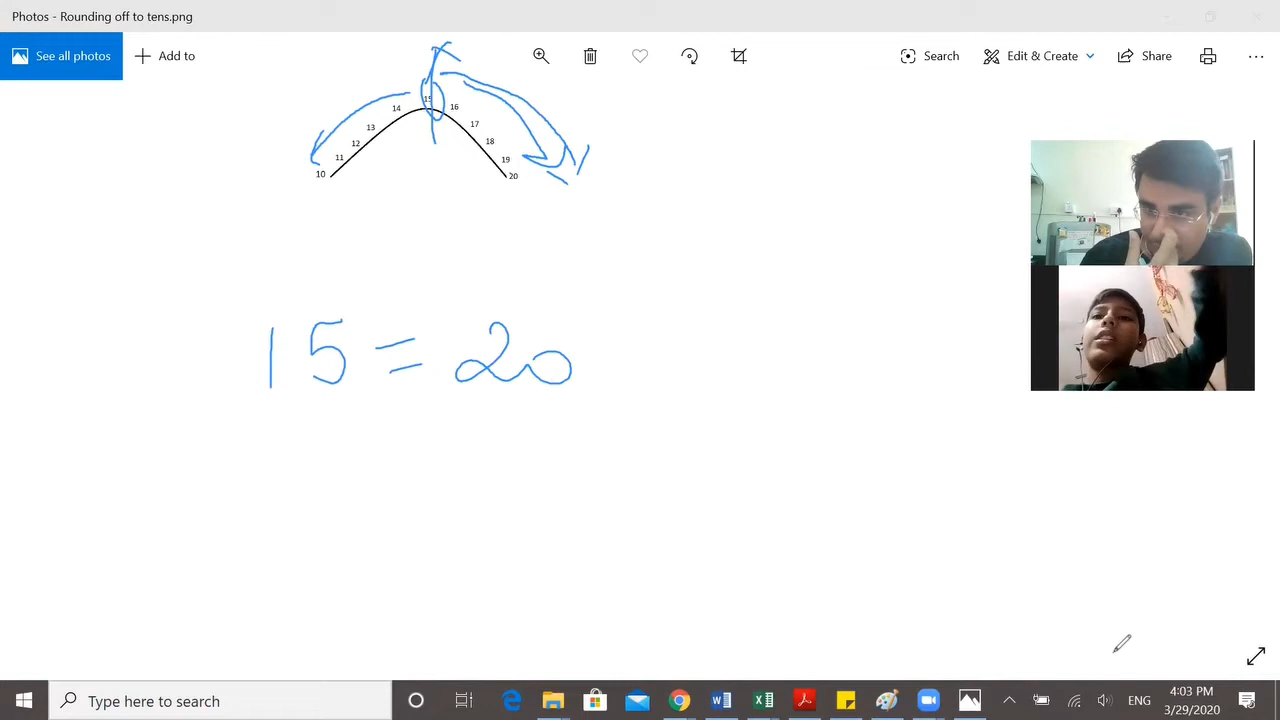 Photos - Rounding off to tens.png
See all photos
Add to
Search
Edit & Create
Share
15
14
16
13
17
12
18
11
19
10
20
15 = 20
Type here to search
ENG
4:03 PM
3/29/2020